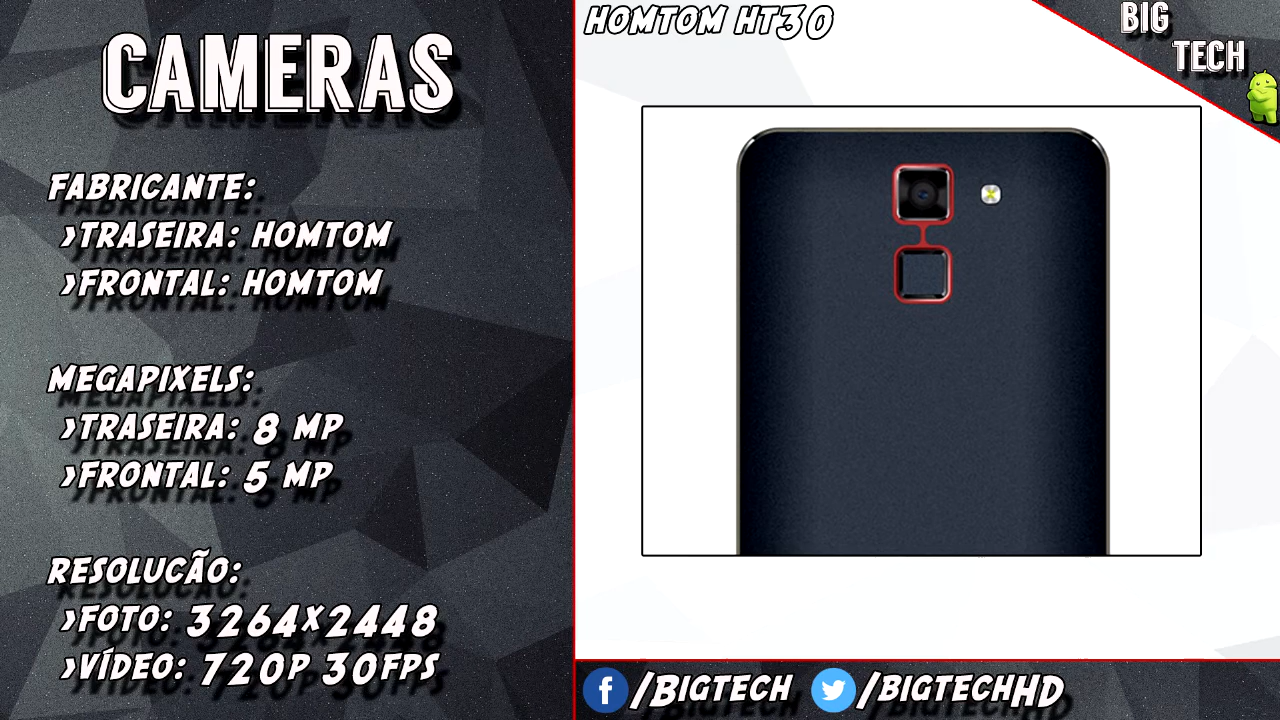 CAMERAS
FABRICANTE:
>TRASEIRA: HOMTOM
>FRONTAL: HOMTOM
MEGAPIXELS:
>TRASEIRA: 8 MP
>FRONTAL: 5 MP
RESOLUCÃO:
>FOTO: 3264X2448
>VÍDEO: 720P 30FPS
HOMTOM HT30
BIG
TECH
/BIGTECH
/BIGTECHHD